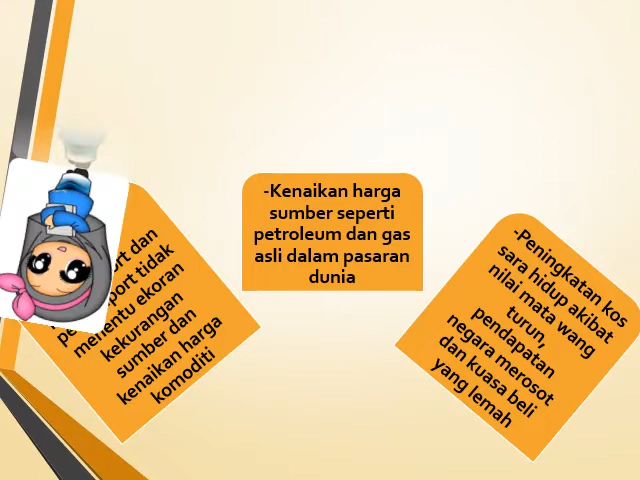 ort dan
port tidak
menentu ekoran
kekurangan
sumber dan
kenaikan harga
komoditi
-Kenaikan harga
sumber seperti
petroleum dan gas
asli dalam pasaran
dunia
-Peningkatan kos
sara hidup akibat
nilai mata wang
turun,
pendapatan
negara merosot
dan kuasa beli
yang lemah